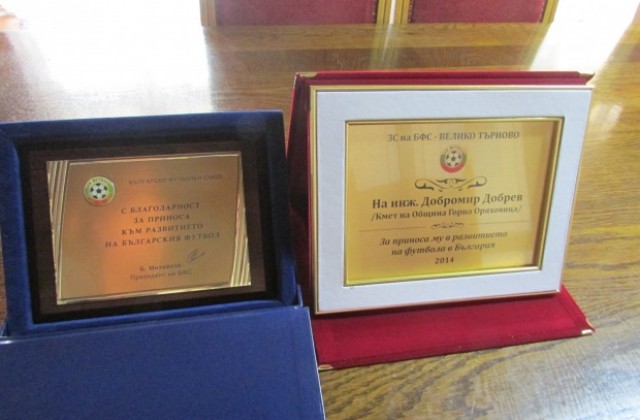 БЪЛГАРСКИ ФУТБОЛЕН СЪЮЗ
С БЛАГОДАРНОСТ
ЗА ПРИНОСА
КЪМ РАЗВИТИЕТО
НА БЪЛГАРСКИЯ ФУТБОЛ
Б. Михайлов
Президент на БФС
ЗС на БФС - ВЕЛИКО ТЪРНОВО
На инж. Добромир Добрев
/Кмет на Община Горна Оряховица/
За приноса му в развитието
на футбола в България
2014